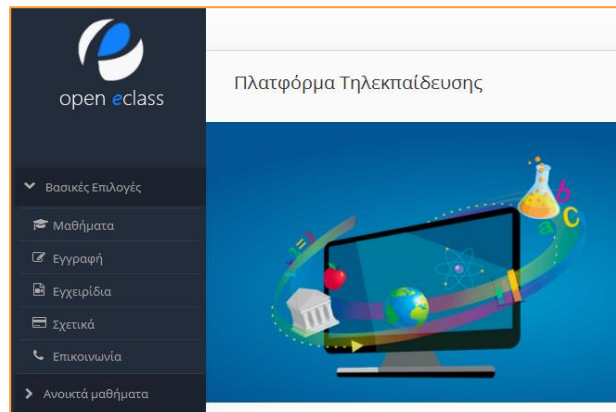 open eclass
Πλατφόρμα Τηλεκπαίδευσης
Βασικές Επιλογές
Μαθήματα
Εγγραφή
Εγχειρίδια
Σχετικά
Επικοινωνία
Ανοικτά μαθήματα
a
b
c